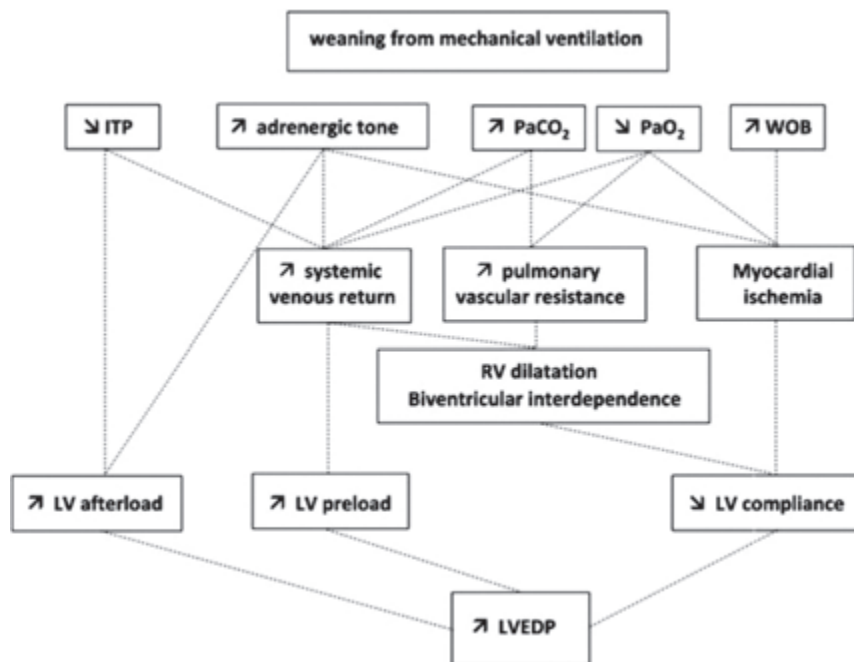 weaning from mechanical ventilation
↘ ITP
↗ adrenergic tone
↗ PaCO₂
↘ PaO₂
↗ WOB
↗ systemic
venous return
↗ pulmonary
vascular resistance
Myocardial
ischemia
RV dilatation
Biventricular interdependence
↗ LV afterload
↗ LV preload
↘ LV compliance
↗ LVEDP